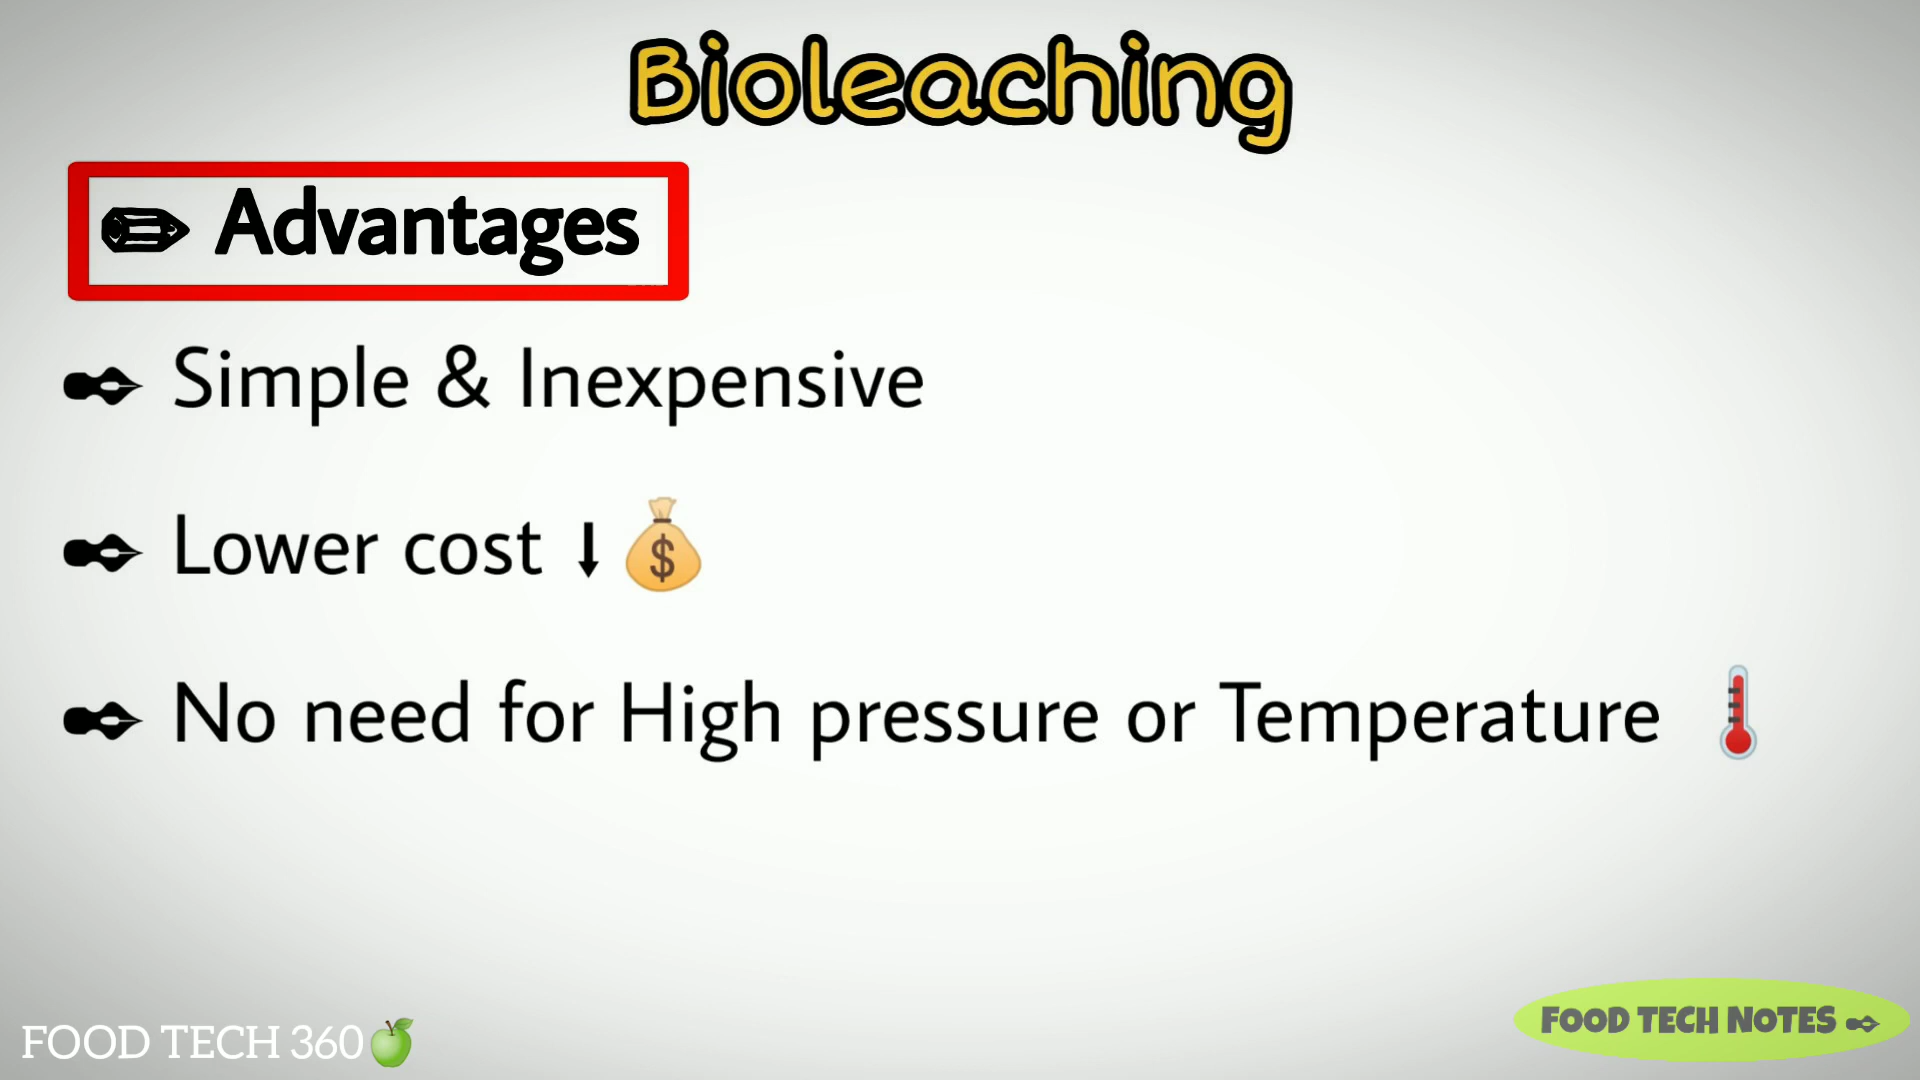 Bioleaching
✏ Advantages
✒ Simple & Inexpensive
✒ Lower cost ⬇💰
✒ No need for High pressure or Temperature 🌡
FOOD TECH 360🍏
FOOD TECH NOTES ✒